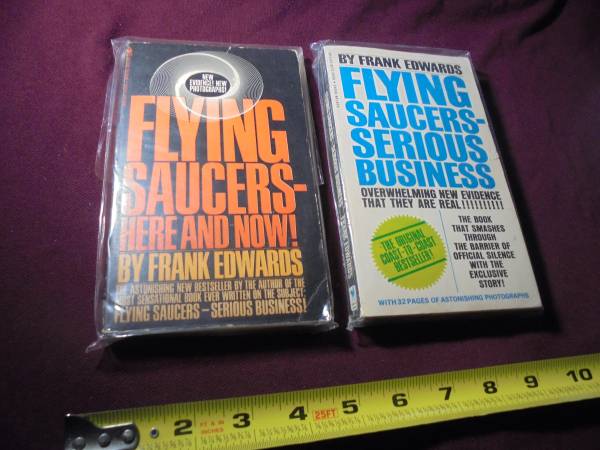 NEW
EVIDENCE! NEW
PHOTOGRAPHS!
FLYING
SAUCERS-
HERE AND NOW!
BY FRANK EDWARDS
THE ASTONISHING NEW BESTSELLER BY THE AUTHOR OF THE
MOST SENSATIONAL BOOK EVER WRITTEN ON THE SUBJECT:
FLYING SAUCERS — SERIOUS BUSINESS!
BY FRANK EDWARDS
FLYING
SAUCERS-
SERIOUS
BUSINESS
OVERWHELMING NEW EVIDENCE
THAT THEY ARE REAL!!!!!!!!!!
THE ORIGINAL
COAST-TO-COAST
BESTSELLER!
THE BOOK
THAT SMASHES
THROUGH
THE BARRIER OF
OFFICIAL SILENCE
WITH THE
EXCLUSIVE
STORY!
WITH 32 PAGES OF ASTONISHING PHOTOGRAPHS
2 FT & IN INCHES 3 4 25FT 5 6 7 8 9 10